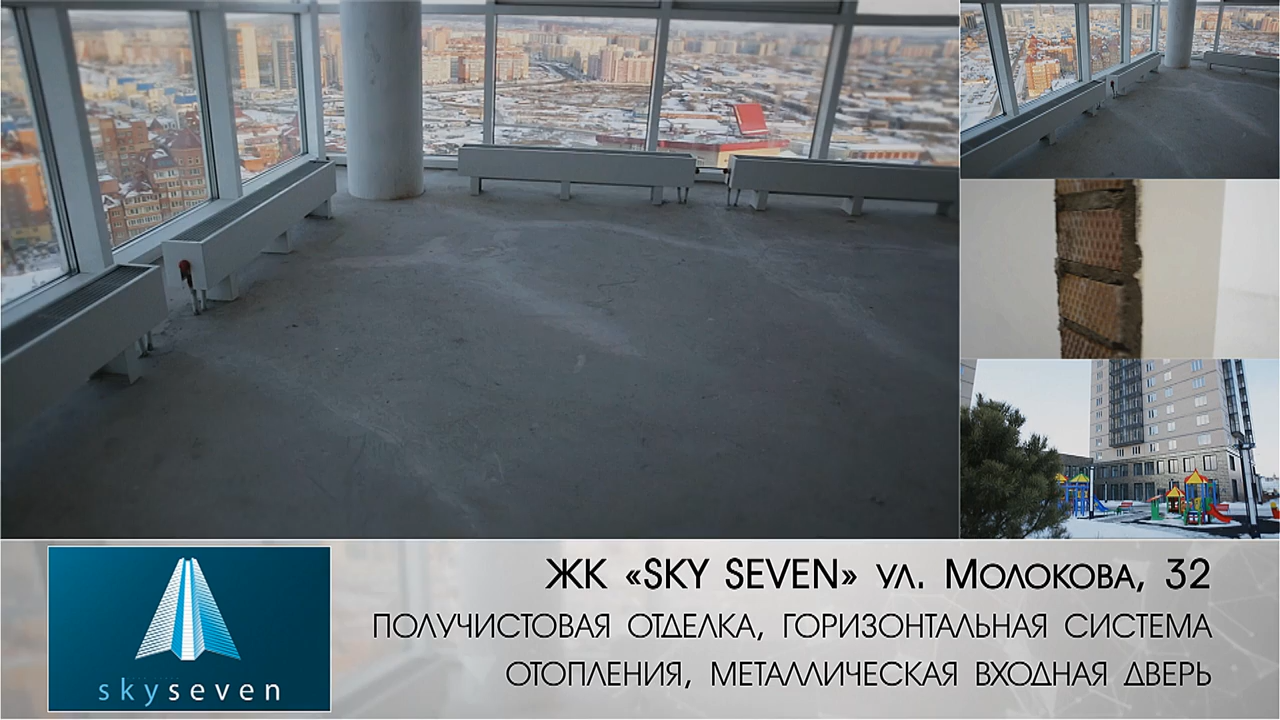 ЖК «SKY SEVEN» ул. Молокова, 32
ПОЛУЧИСТОВАЯ ОТДЕЛКА, ГОРИЗОНТАЛЬНАЯ СИСТЕМА
ОТОПЛЕНИЯ, МЕТАЛЛИЧЕСКАЯ ВХОДНАЯ ДВЕРЬ
skyseven